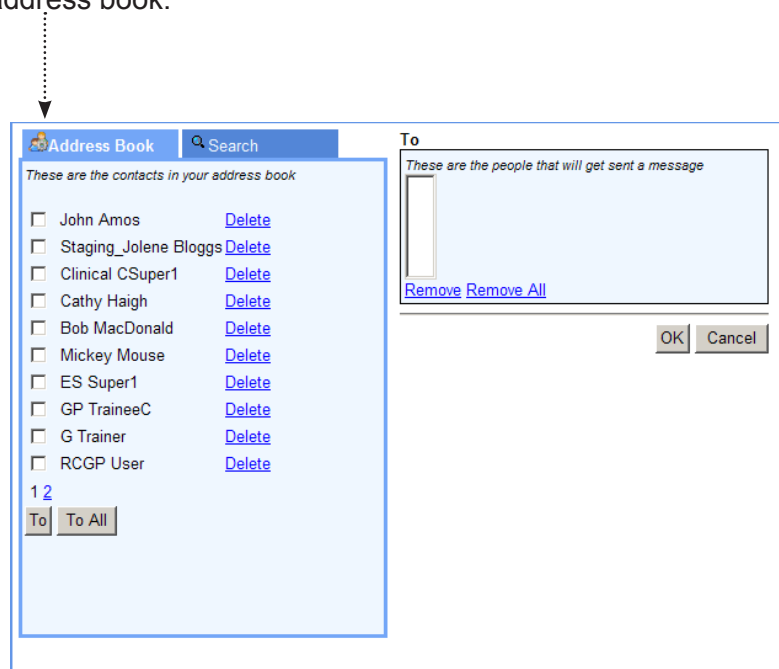 address book.
Address Book
Search
These are the contacts in your address book
John Amos Delete
Staging_Jolene Bloggs Delete
Clinical CSuper1 Delete
Cathy Haigh Delete
Bob MacDonald Delete
Mickey Mouse Delete
ES Super1 Delete
GP TraineeC Delete
G Trainer Delete
RCGP User Delete
1 2
To To All
To
These are the people that will get sent a message
Remove Remove All
OK Cancel